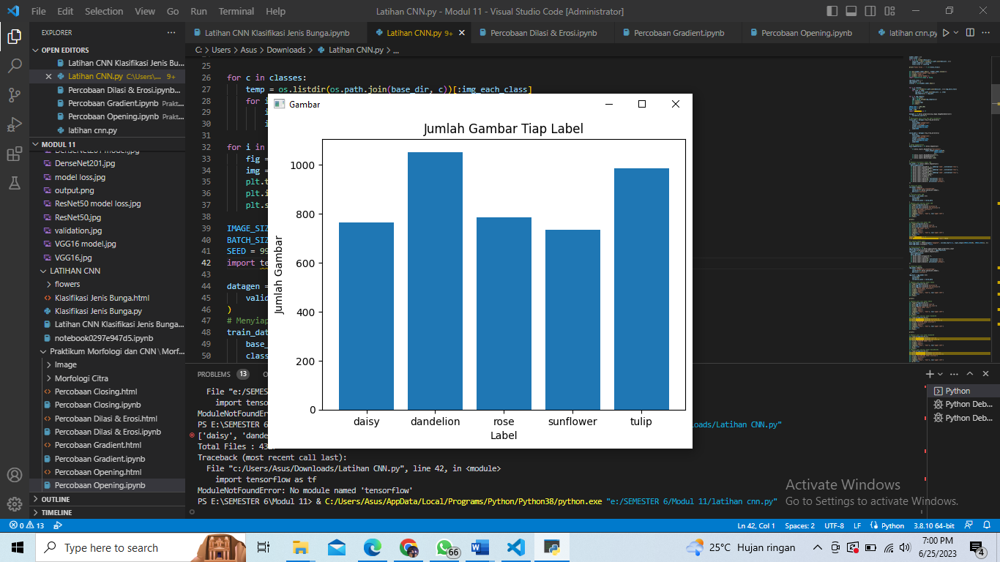 File Edit Selection View Go Run Terminal Help
Latihan CNN.py - Modul 11 - Visual Studio Code [Administrator]
EXPLORER
OPEN EDITORS
Latihan CNN Klasifikasi Jenis Bu...
Latihan CNN.py C:\Users\... 9+
Percobaan Dilasi & Erosi.ipynb...
Percobaan Gradient.ipynb Prakt...
Percobaan Opening.ipynb Prakt...
latihan cnn.py
MODUL 11
DenseNet201 model.jpg
DenseNet201.jpg
model loss.jpg
output.png
ResNet50 model loss.jpg
ResNet50.jpg
validation.jpg
VGG16 model.jpg
VGG16.jpg
LATIHAN CNN
flowers
Klasifikasi Jenis Bunga.html
Klasifikasi Jenis Bunga.py
Latihan CNN Klasifikasi Jenis Bunga...
notebook0297e947d5.ipynb
Praktikum Morfologi dan CNN \ Morf...
Image
Morfologi Citra
Percobaan Closing.html
Percobaan Closing.ipynb
Percobaan Dilasi & Erosi.html
Percobaan Dilasi & Erosi.ipynb
Percobaan Gradient.html
Percobaan Gradient.ipynb
Percobaan Opening.html
Percobaan Opening.ipynb
OUTLINE
TIMELINE
Latihan CNN Klasifikasi Jenis Bunga.ipynb
Latihan CNN.py 9+
Percobaan Dilasi & Erosi.ipynb
Percobaan Gradient.ipynb
Percobaan Opening.ipynb
latihan cnn.py
C: > Users > Asus > Downloads > Latihan CNN.py > ...
25
26 for c in classes:
27 temp = os.listdir(os.path.join(base_dir, c))[:img_each_class]
28 for i
29 i
30 i
31
32 for i in
33 fig =
34 img =
35 plt.t
36 plt.i
37 plt.s
38
39 IMAGE_SIZ
40 BATCH_SIZ
41 SEED = 99
42 import te
43
44 datagen =
45 valid
46 )
47 # Menyiap
48 train_dat
49 base_
50 class
Gambar
Jumlah Gambar Tiap Label
Jumlah Gambar
1000
800
600
400
200
0
daisy dandelion rose sunflower tulip
Label
PROBLEMS 13 O
File "e:/SEME
import tensor
ModuleNotFoundErr
PS E:\SEMESTER 6 loads/Latihan CNN.py"
['daisy', 'dande
Total Files : 43
Traceback (most recent call last):
File "c:/Users/Asus/Downloads/Latihan CNN.py", line 42, in <module>
import tensorflow as tf
ModuleNotFoundError: No module named 'tensorflow'
PS E:\SEMESTER 6\Modul 11> & C:/Users/Asus/AppData/Local/Programs/Python/Python38/python.exe "e:/SEMESTER 6/Modul 11/latihan cnn.py"
Python
Python Deb...
Python Deb...
Activate Windows
Go to Settings to activate Windows.
0 13
Ln 42, Col 1 Spaces: 2 UTF-8 LF Python 3.8.10 64-bit
Type here to search
66
25°C Hujan ringan
7:00 PM
6/25/2023
4